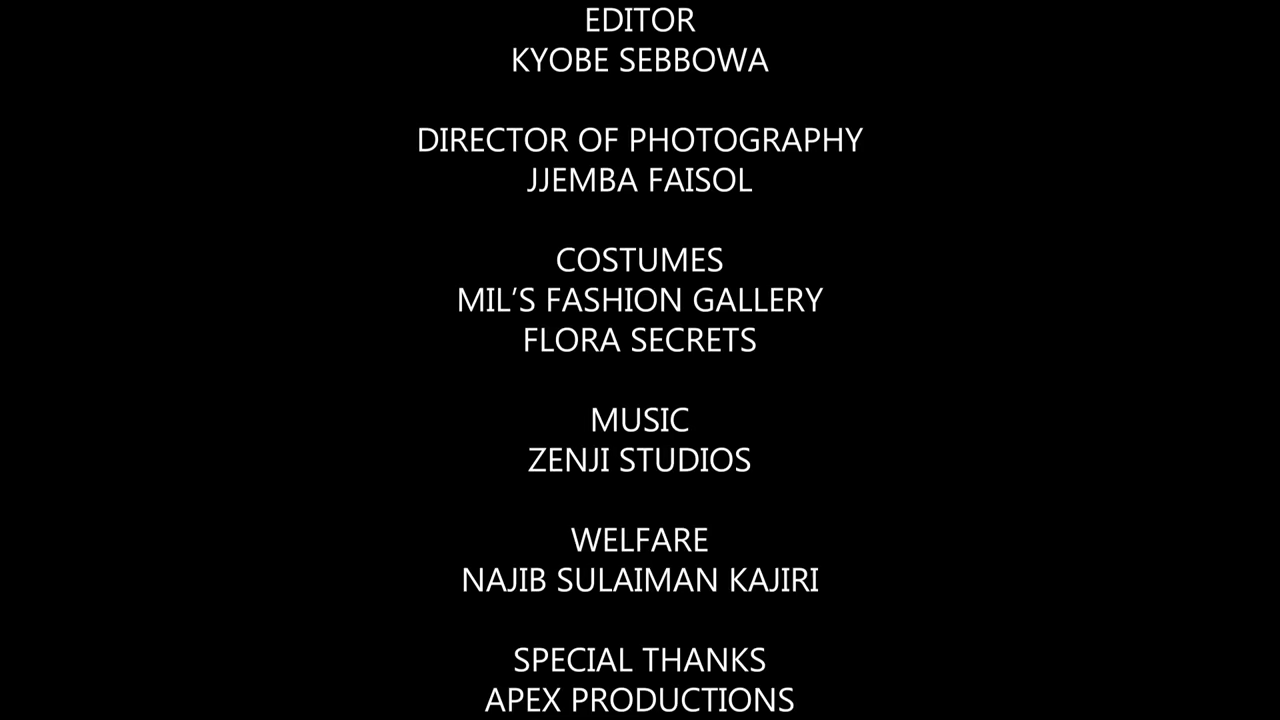 EDITOR
KYOBE SEBBOWA
DIRECTOR OF PHOTOGRAPHY
JJEMBA FAISOL
COSTUMES
MIL’S FASHION GALLERY
FLORA SECRETS
MUSIC
ZENJI STUDIOS
WELFARE
NAJIB SULAIMAN KAJIRI
SPECIAL THANKS
APEX PRODUCTIONS